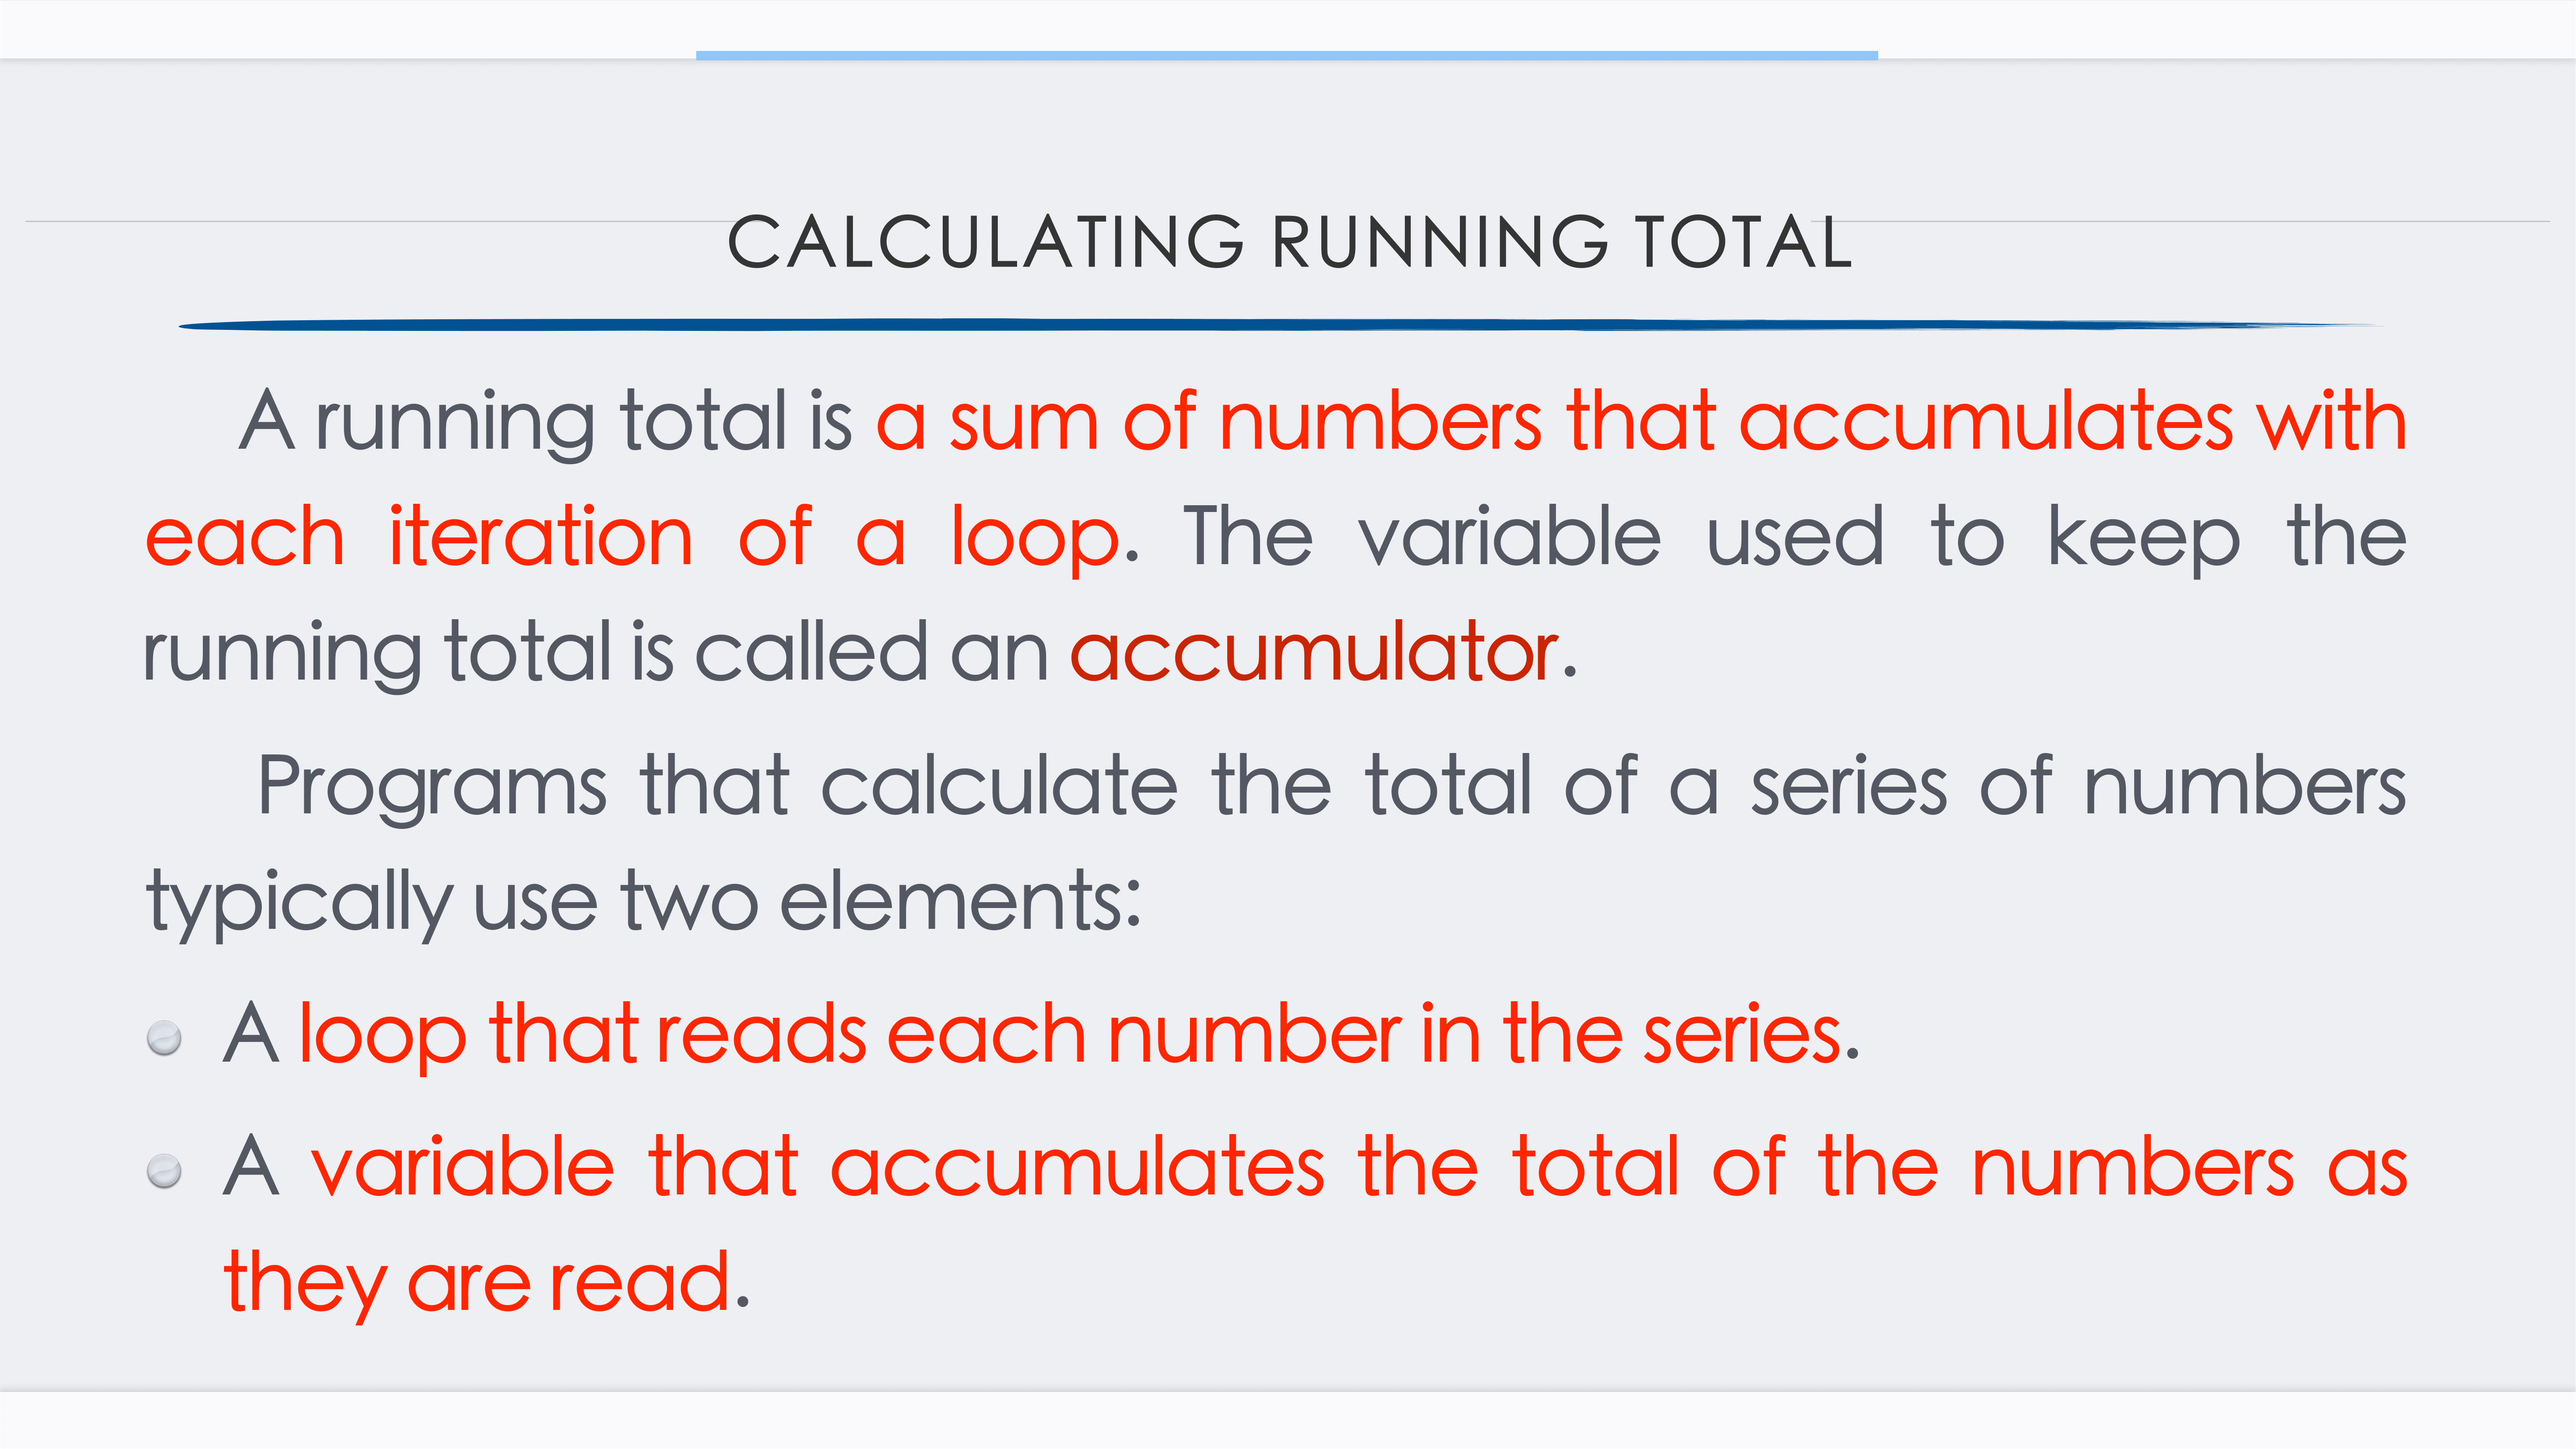 CALCULATING RUNNING TOTAL
A running total is a sum of numbers that accumulates with
each iteration of a loop. The variable used to keep the
running total is called an accumulator.
Programs that calculate the total of a series of numbers
typically use two elements:
A loop that reads each number in the series.
A variable that accumulates the total of the numbers as
they are read.